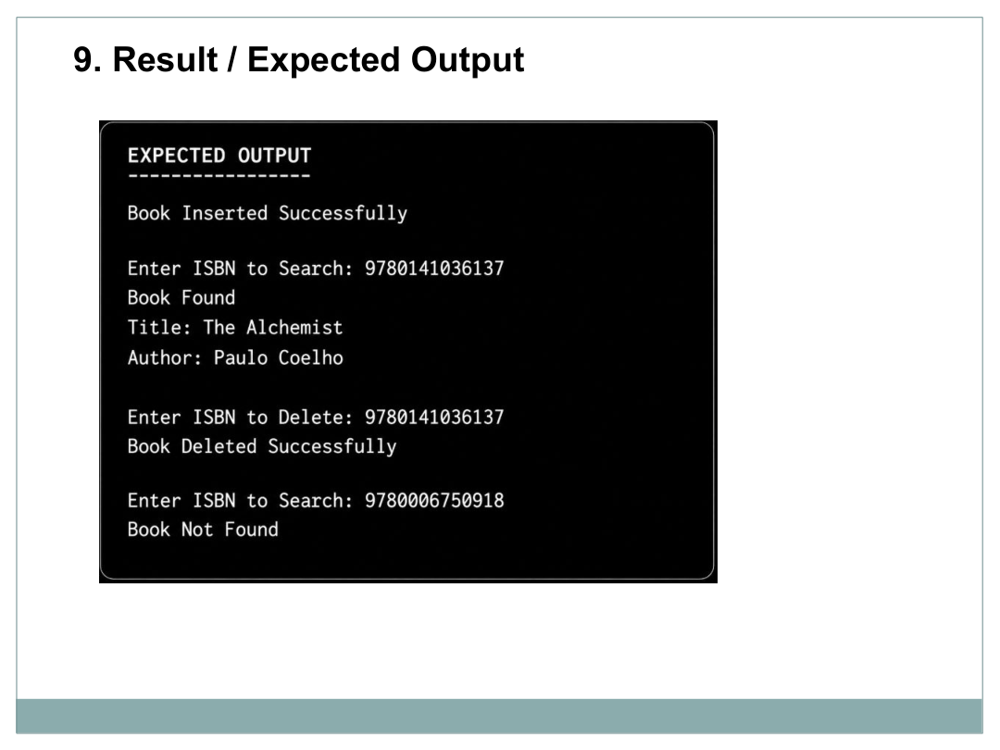 9. Result / Expected Output
EXPECTED OUTPUT
-----------------
Book Inserted Successfully
Enter ISBN to Search: 9780141036137
Book Found
Title: The Alchemist
Author: Paulo Coelho
Enter ISBN to Delete: 9780141036137
Book Deleted Successfully
Enter ISBN to Search: 9780006750918
Book Not Found